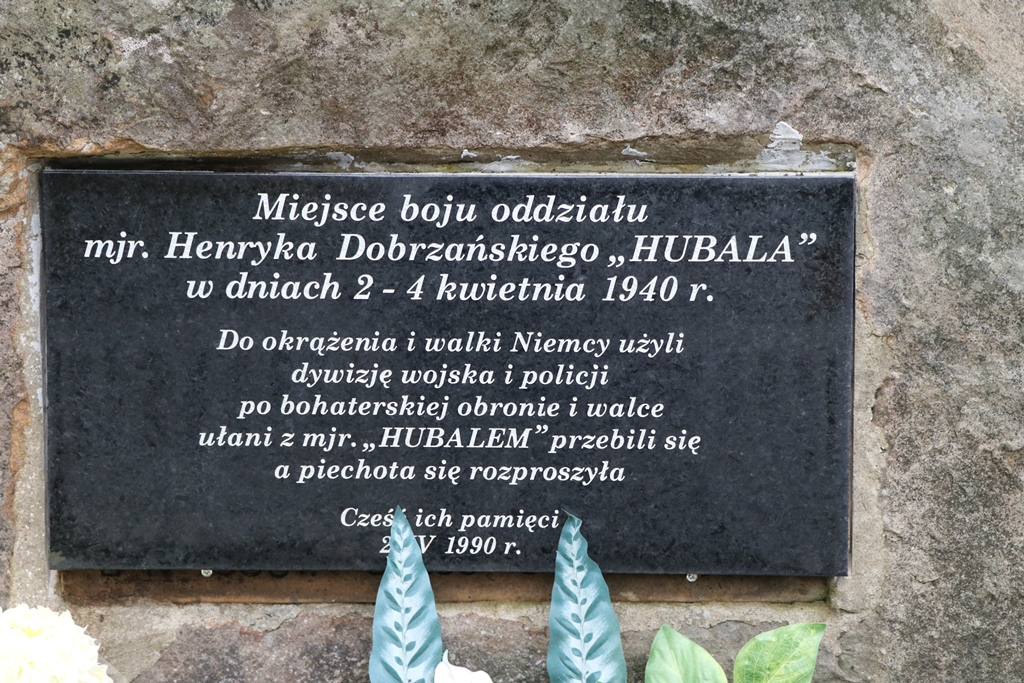 Miejsce boju oddziału
mjr. Henryka Dobrzańskiego „HUBALA”
w dniach 2 - 4 kwietnia 1940 r.
Do okrążenia i walki Niemcy użyli
dywizję wojska i policji
po bohaterskiej obronie i walce
ułani z mjr. „HUBALEM” przebili się
a piechota się rozproszyła
Cześć ich pamięci
1990 r.